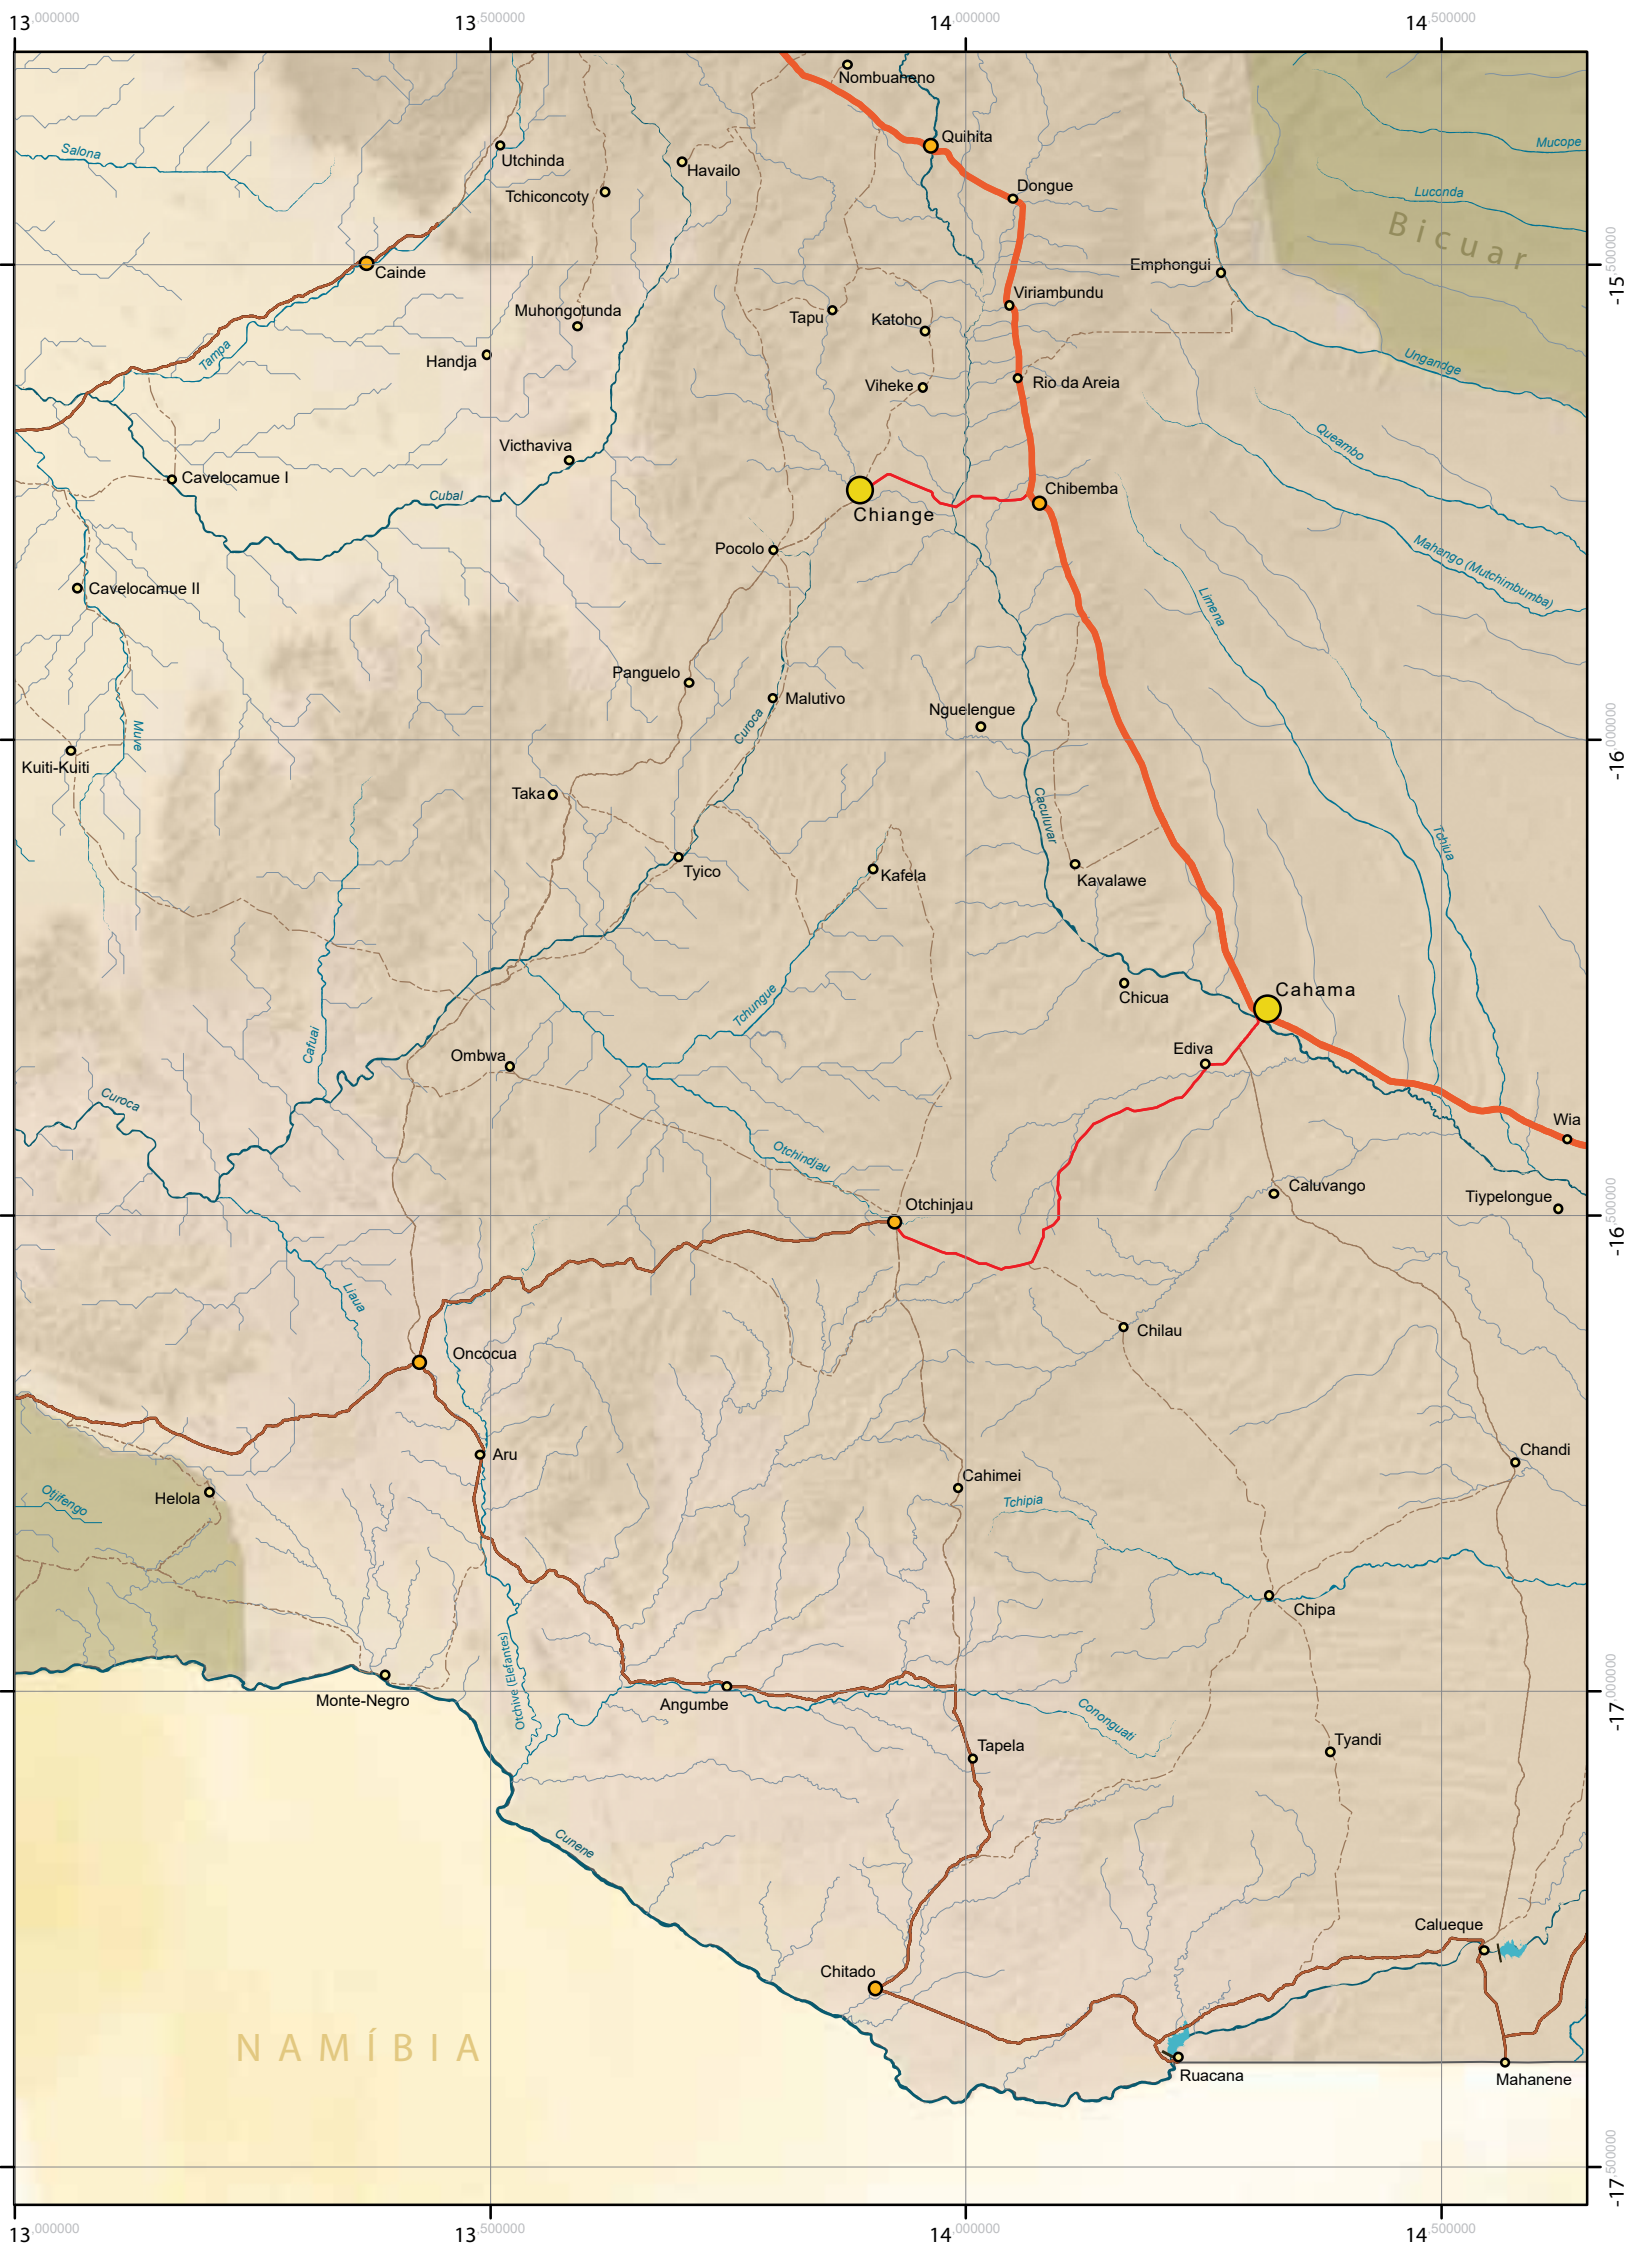 13,000000
13,500000
14,000000
14,500000
Nombuaneno
Quihita
Mucope
Salona
Utchinda
Havailo
Tchiconcoty
Dongue
Luconda
Bicuar
-15,500000
Cainde
Emphongui
Viriambundu
Muhongotunda
Tapu
Katoho
Handja
Tampa
Ungandge
Viheke
Rio da Areia
Queambo
Victhaviva
Cavelocamue I
Cubal
Chiange
Chibemba
Pocolo
Mahango (Mutchimbumba)
Cavelocamue II
Limena
Panguelo
Malutivo
Curoca
Nguelengue
Muve
-16,000000
Kuiti-Kuiti
Taka
Caculuvar
Tchiua
Tyico
Kafela
Kavalawe
Cahama
Chicua
Tchungue
Cafuai
Ombwa
Ediva
Curoca
Wia
Otchindjau
Caluvango
Tiypelongue
Otchinjau
-16,500000
Liaua
Chilau
Oncocua
Aru
Chandi
Cahimei
Helola
Otjifengo
Tchipia
Chipa
Otchive (Elefantes)
Monte-Negro
Angumbe
-17,000000
Cononguati
Tapela
Tyandi
Cunene
Calueque
Chitado
NAMÍBIA
Ruacana
Mahanene
-17,500000
13,000000
13,500000
14,000000
14,500000